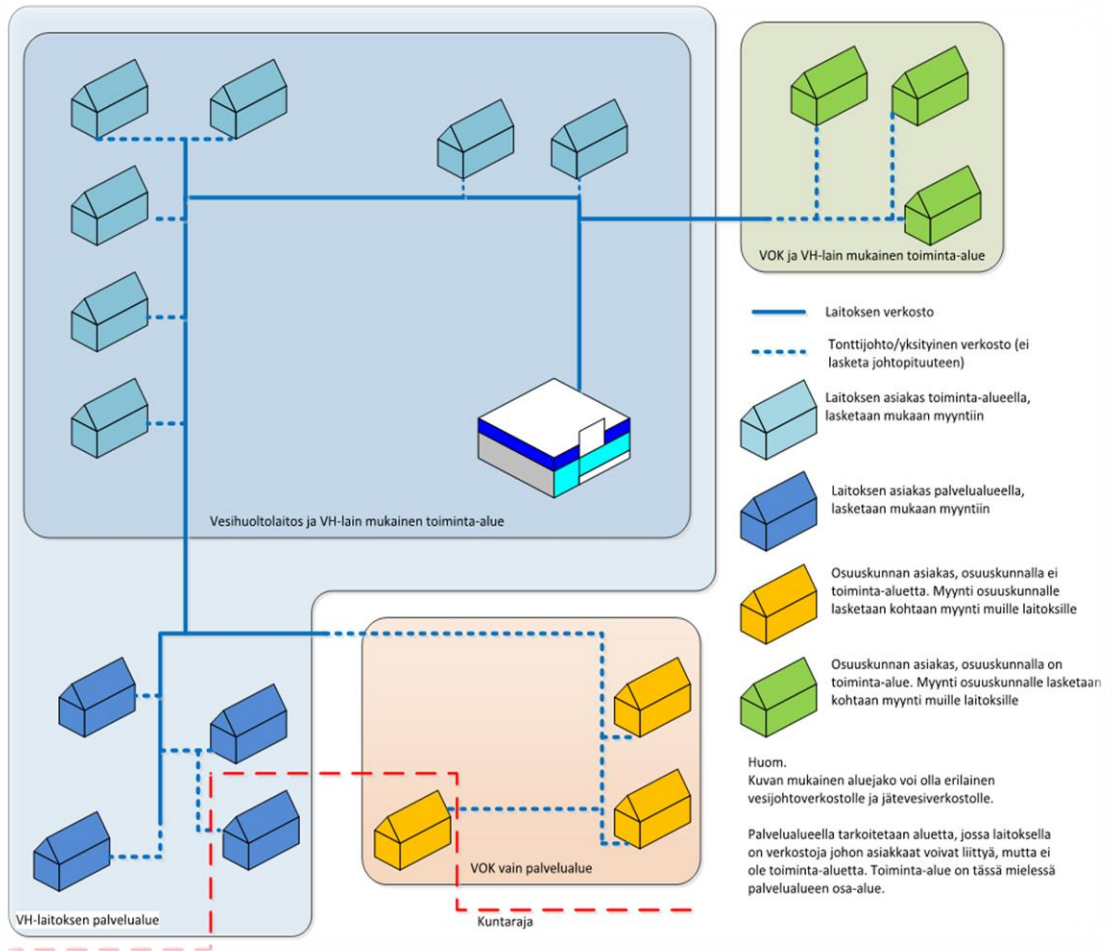 VOK ja VH-lain mukainen toiminta-alue
Laitoksen verkosto
Tonttijohto/yksityinen verkosto (ei
lasketa johtopituuteen)
Laitoksen asiakas toiminta-alueella,
lasketaan mukaan myyntiin
Vesihuoltolaitos ja VH-lain mukainen toiminta-alue
Laitoksen asiakas palvelualueella,
lasketaan mukaan myyntiin
Osuuskunnan asiakas, osuuskunnalla ei
toiminta-aluetta. Myynti osuuskunnalle
lasketaan kohtaan myynti muille laitoksille
Osuuskunnan asiakas, osuuskunnalla on
toiminta-alue. Myynti osuuskunnalle lasketaan
kohtaan myynti muille laitoksille
Huom.
Kuvan mukainen aluejako voi olla erilainen
vesijohtoverkostolle ja jätevesiverkostolle.
Palvelualueella tarkoitetaan aluetta, jossa laitoksella
on verkostoja johon asiakkaat voivat liittyä, mutta ei
ole toiminta-aluetta. Toiminta-alue on tässä mielessä
palvelualueen osa-alue.
VOK vain palvelualue
VH-laitoksen palvelualue
Kuntaraja